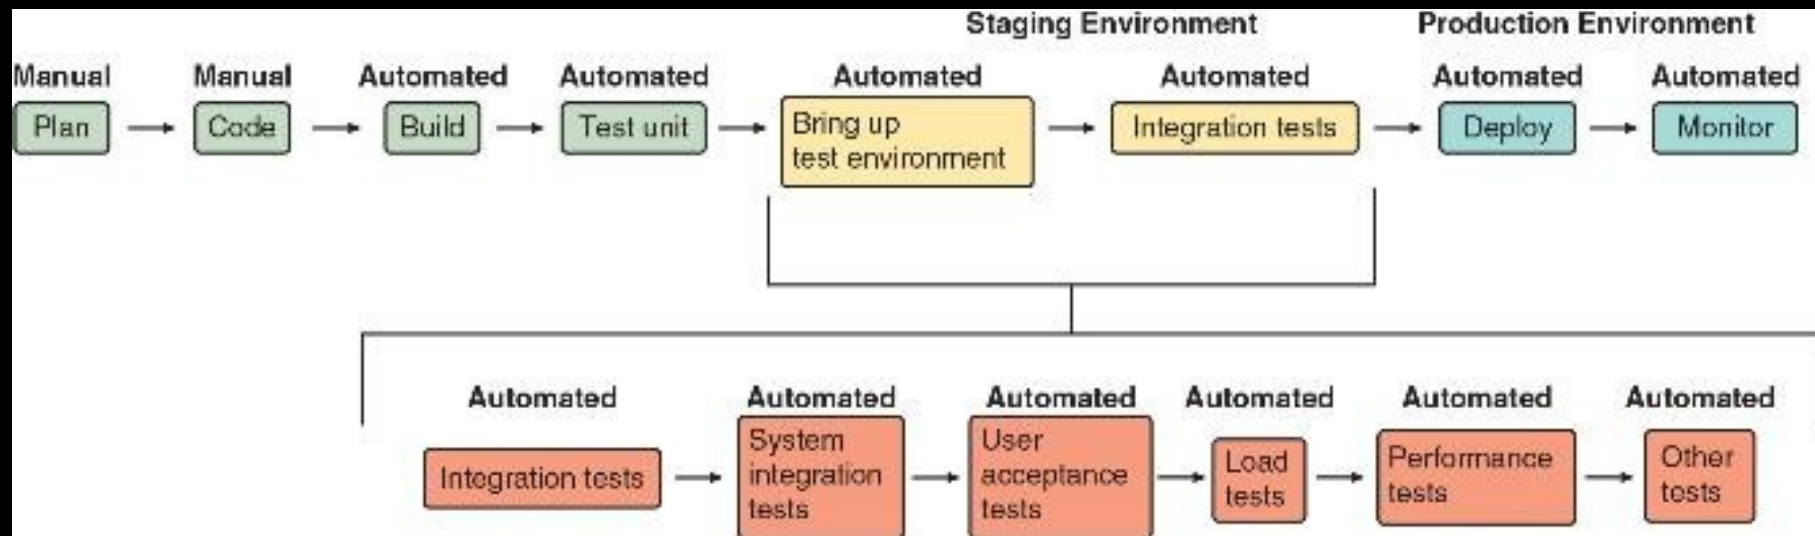 Staging Environment Production Environment
Manual Manual Automated Automated Automated Automated Automated Automated
Plan Code Build Test unit Bring up Integration tests Deploy Monitor
test environment
Automated Automated Automated Automated Automated Automated
Integration tests
System
integration
tests
User
acceptance
tests
Load
tests
Performance
tests
Other
tests